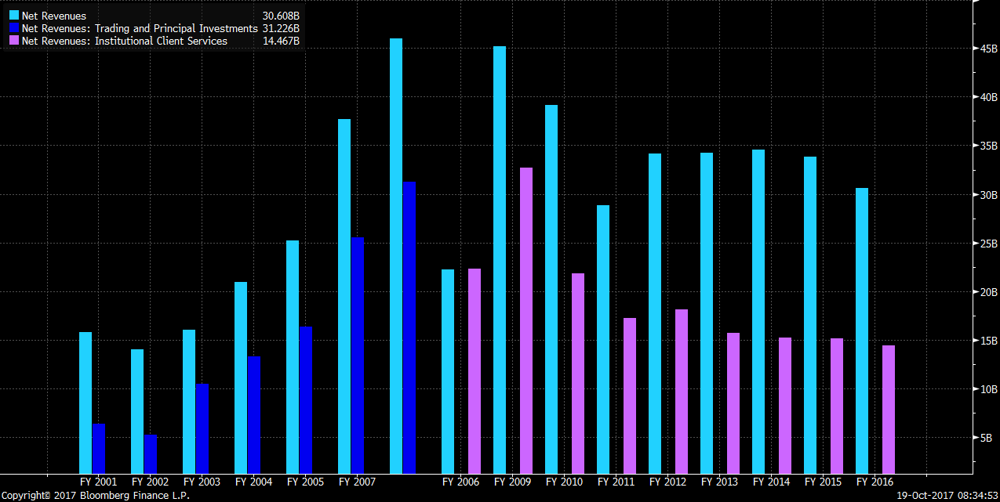 Net Revenues 30.608B
Net Revenues: Trading and Principal Investments 31.226B
Net Revenues: Institutional Client Services 14.467B
45B
40B
35B
30B
25B
20B
15B
10B
5B
FY 2001 FY 2002 FY 2003 FY 2004 FY 2005 FY 2007 FY 2006 FY 2009 FY 2010 FY 2011 FY 2012 FY 2013 FY 2014 FY 2015 FY 2016
Copyright© 2017 Bloomberg Finance L.P. 19-Oct-2017 08:34:53